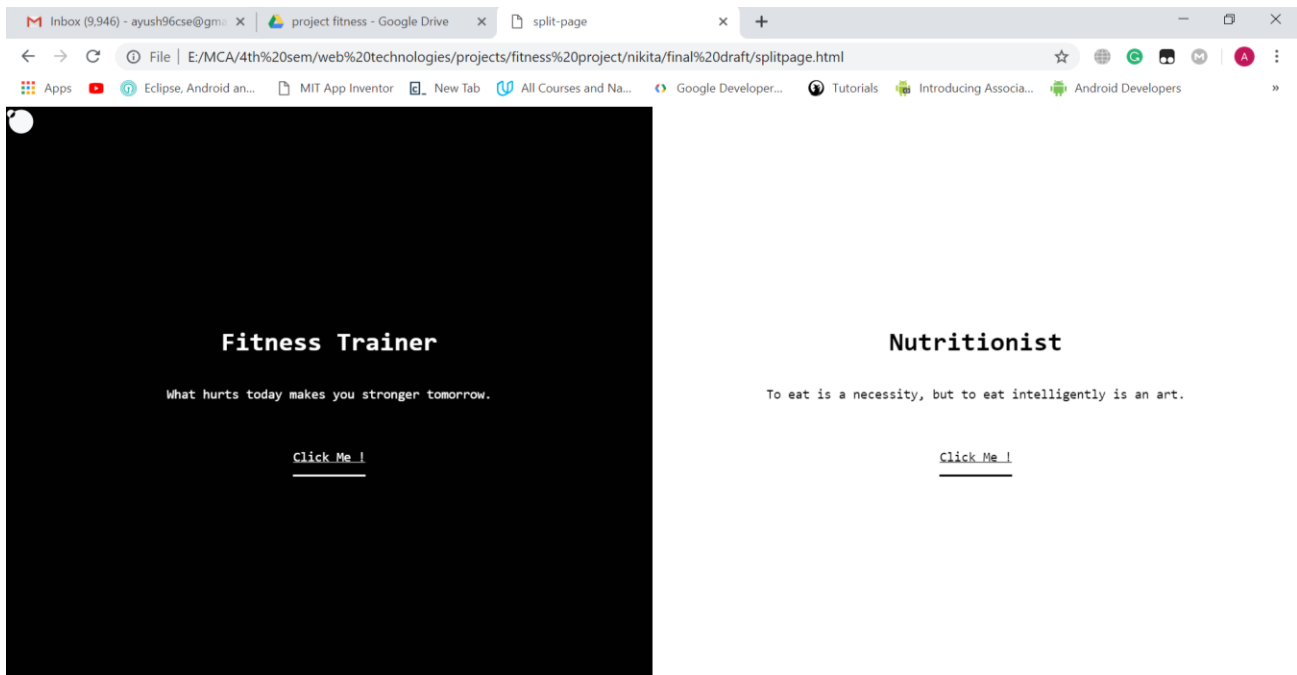 Inbox (9,946) - ayush96cse@gma
project fitness - Google Drive
split-page
File | E:/MCA/4th%20sem/web%20technologies/projects/fitness%20project/nikita/final%20draft/splitpage.html
Apps
Eclipse, Android an...
MIT App Inventor
New Tab
All Courses and Na...
Google Developer...
Tutorials
Introducing Associa...
Android Developers
Fitness Trainer
What hurts today makes you stronger tomorrow.
Click Me !
Nutritionist
To eat is a necessity, but to eat intelligently is an art.
Click Me !